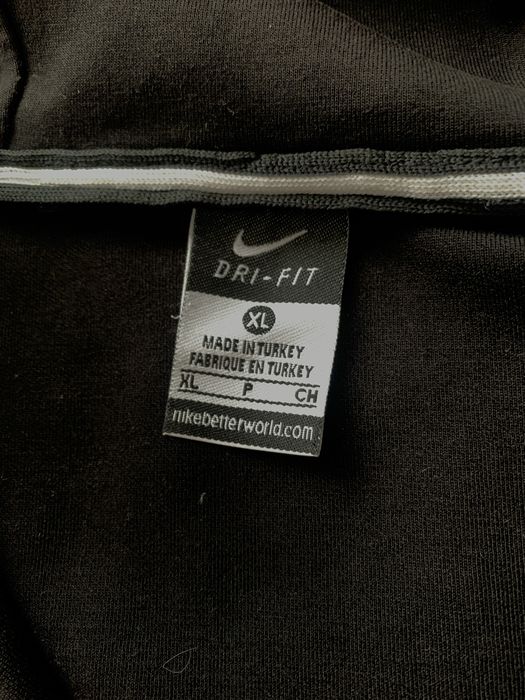 DRI-FIT
XL
MADE IN TURKEY
FABRIQUE EN TURKEY
XL P CH
nikebetterworld.com